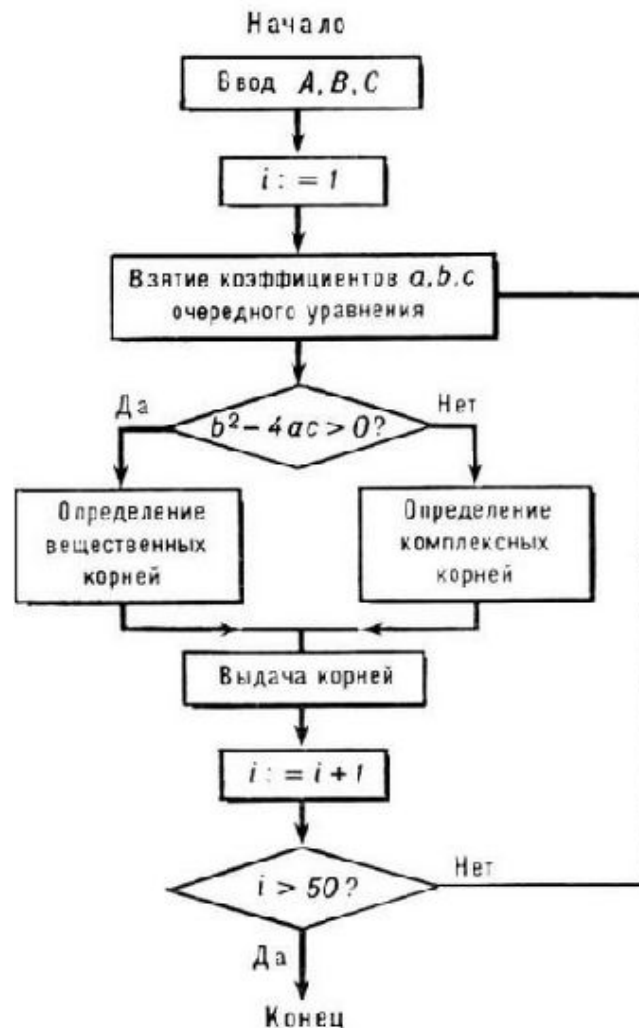 Начало
Ввод A, B, C
i := 1
Взятие коэффициентов a, b, c
очередного уравнения
Да
b² − 4ac > 0?
Нет
Определение
вещественных
корней
Определение
комплексных
корней
Выдача корней
i := i + 1
i > 50?
Нет
Да
Конец